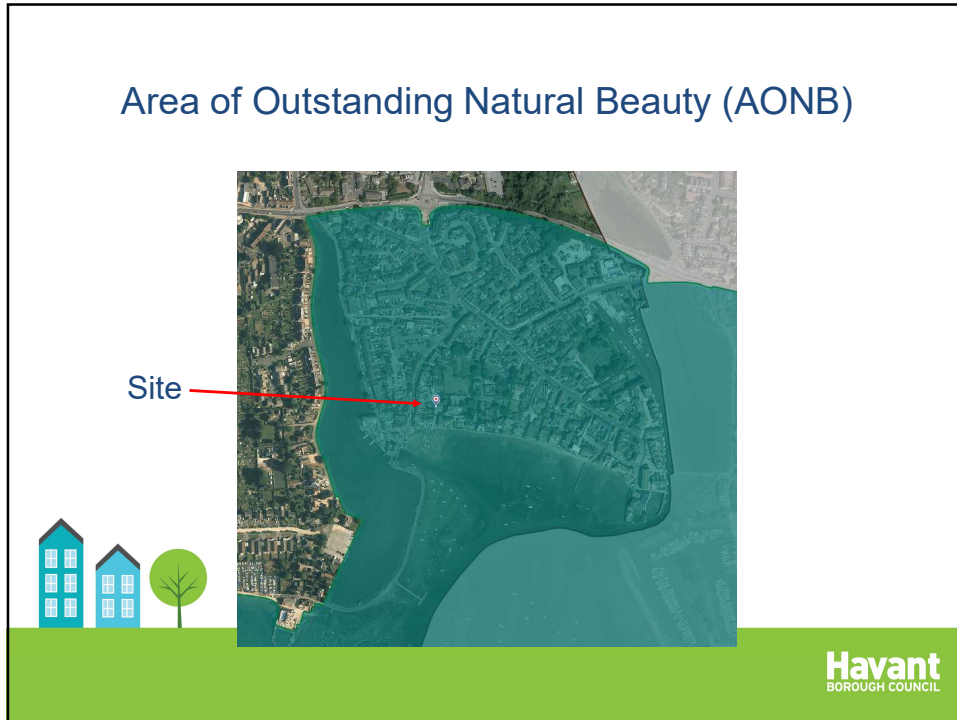 Area of Outstanding Natural Beauty (AONB)
Site
Havant
BOROUGH COUNCIL